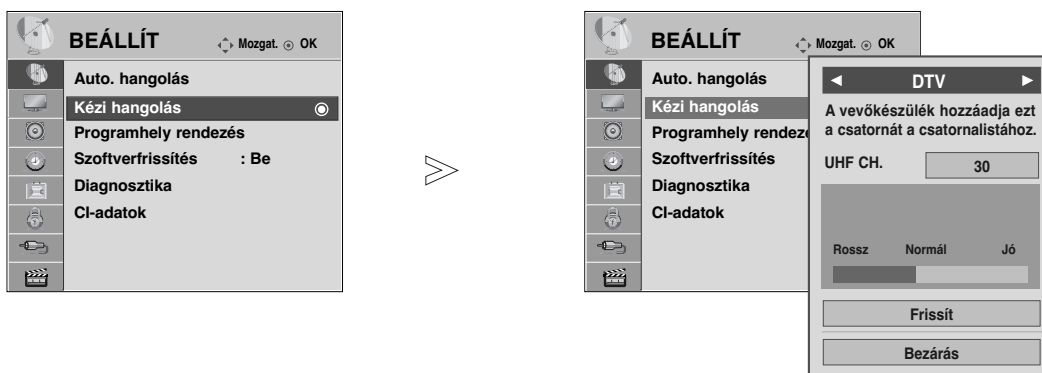 BEÁLLÍT Mozgat. OK
Auto. hangolás
Kézi hangolás
Programhely rendezés
Szoftverfrissítés : Be
Diagnosztika
CI-adatok
BEÁLLÍT Mozgat. OK
Auto. hangolás
Kézi hangolás
Programhely rendez
Szoftverfrissítés
Diagnosztika
CI-adatok
◄ DTV ►
A vevőkészülék hozzáadja ezt
a csatornát a csatornalistához.
UHF CH. 30
Rossz Normál Jó
Frissít
Bezárás